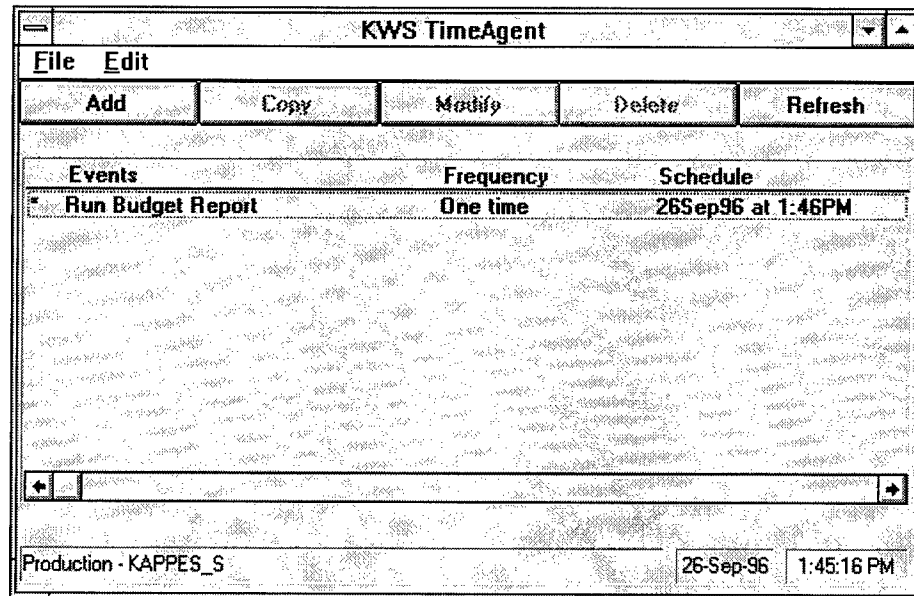 KWS TimeAgent
File Edit
Add Copy Modify Delete Refresh
Events Frequency Schedule
* Run Budget Report One time 26Sep96 at 1:46PM
Production - KAPPES_S 26-Sep-96 1:45:16 PM